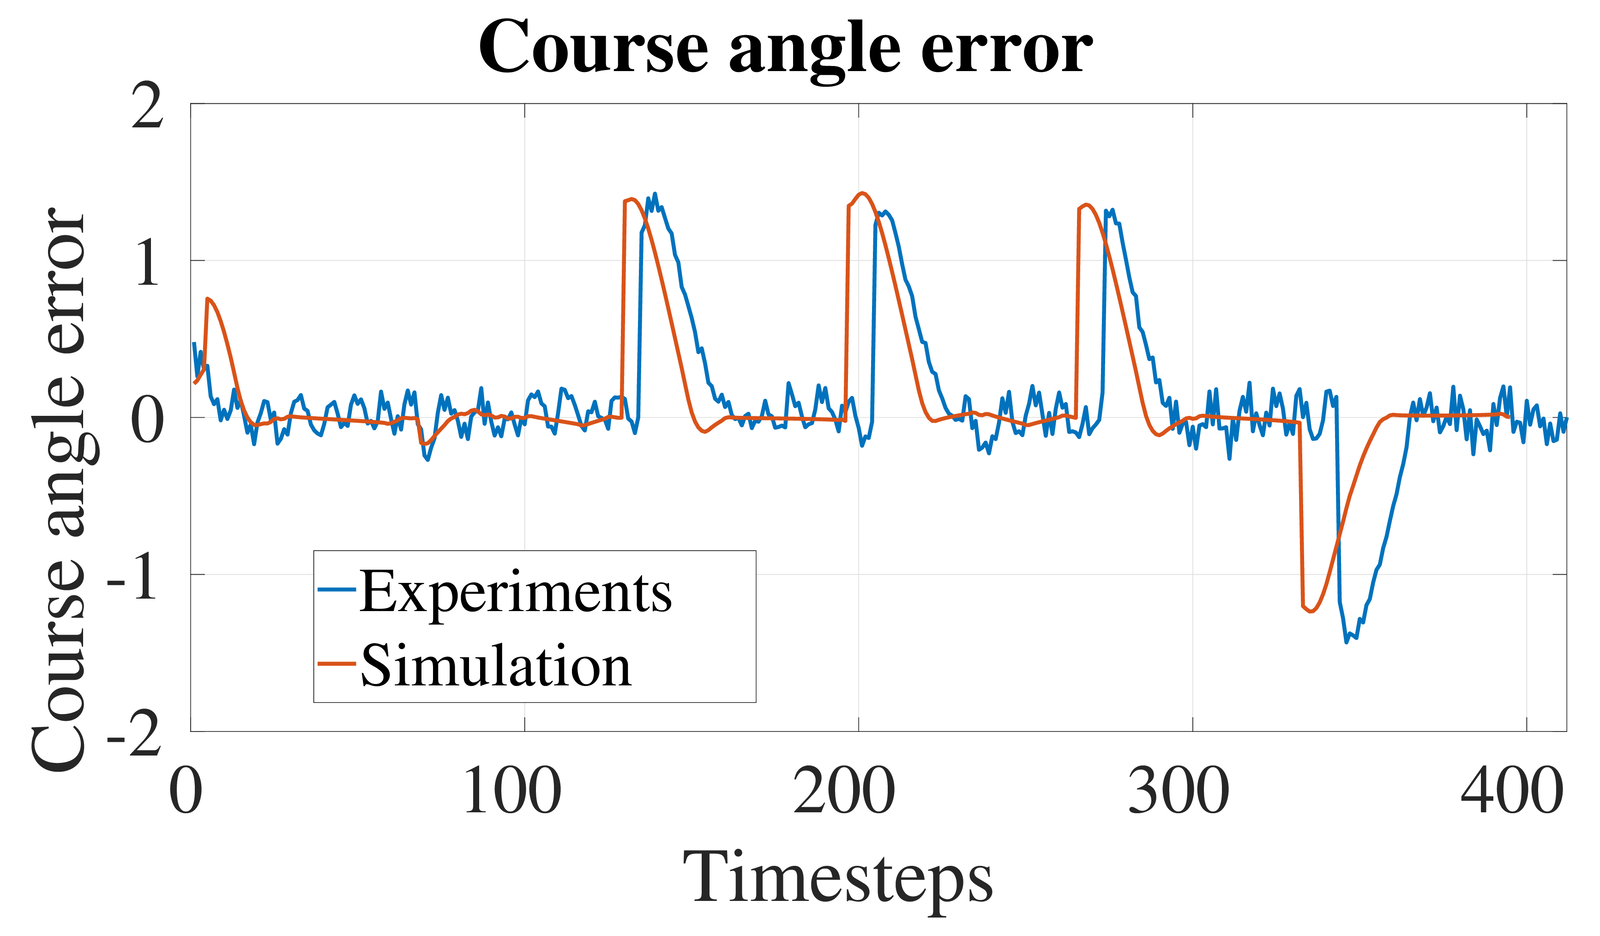 Course angle error
Course angle error
2
1
0
-1
-2
Experiments
Simulation
0 100 200 300 400
Timesteps